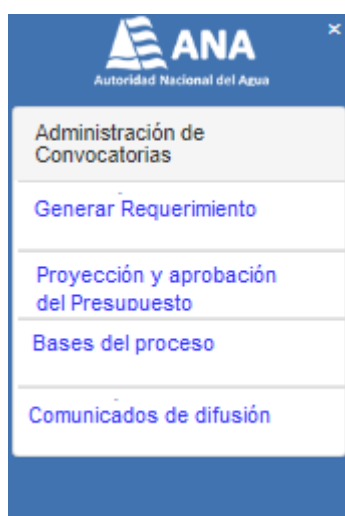 ANA
×
Autoridad Nacional del Agua
Administración de
Convocatorias
Generar Requerimiento
Proyección y aprobación
del Presupuesto
Bases del proceso
Comunicados de difusión